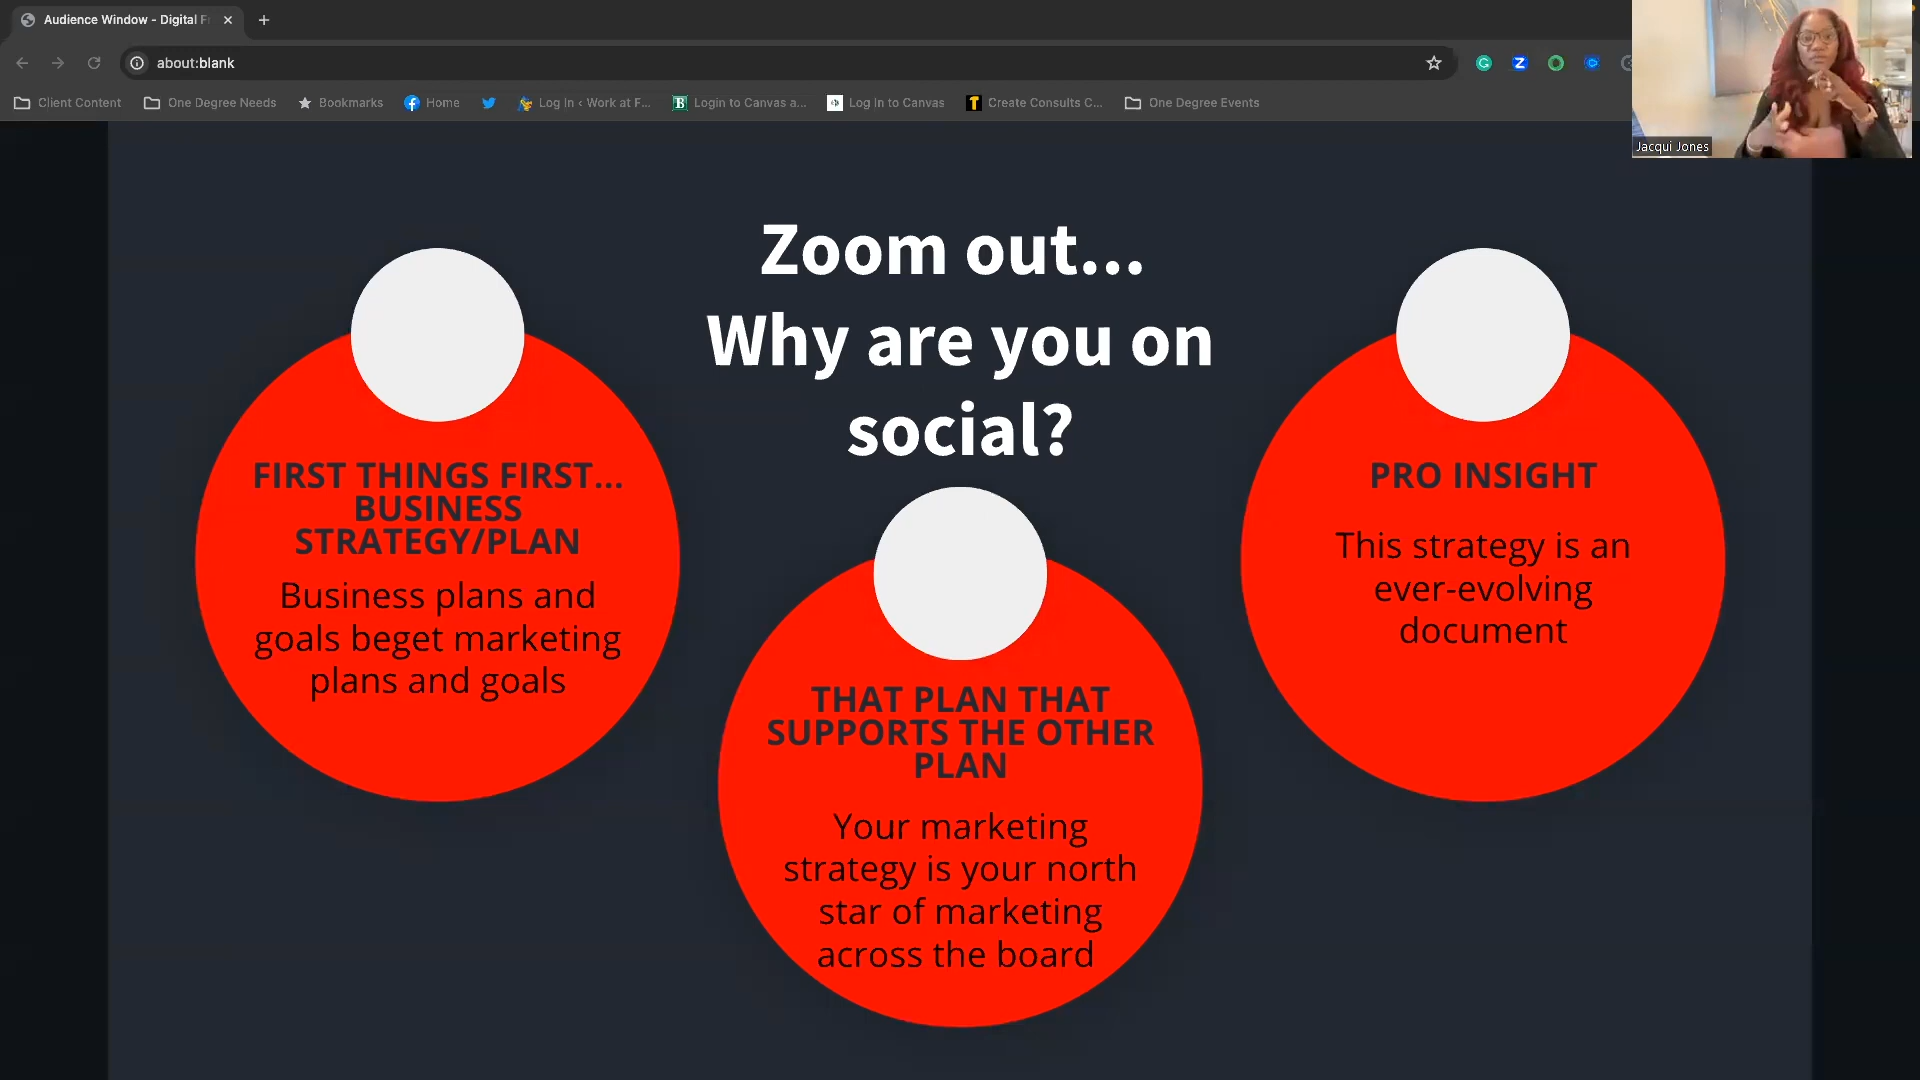 Audience Window - Digital F
about:blank
Client Content
One Degree Needs
Bookmarks
Home
Log In ‹ Work at F...
Login to Canvas a...
Log In to Canvas
Create Consults C...
One Degree Events
Jacqui Jones
Zoom out...
Why are you on
social?
FIRST THINGS FIRST...
BUSINESS
STRATEGY/PLAN
Business plans and
goals beget marketing
plans and goals
THAT PLAN THAT
SUPPORTS THE OTHER
PLAN
Your marketing
strategy is your north
star of marketing
across the board
PRO INSIGHT
This strategy is an
ever-evolving
document